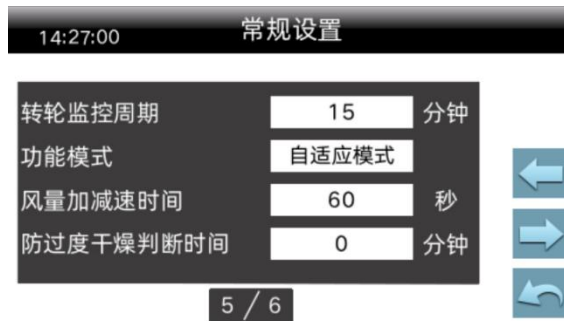 14:27:00 常规设置
转轮监控周期 15 分钟
功能模式 自适应模式
风量加减速时间 60 秒
防过度干燥判断时间 0 分钟
5 / 6